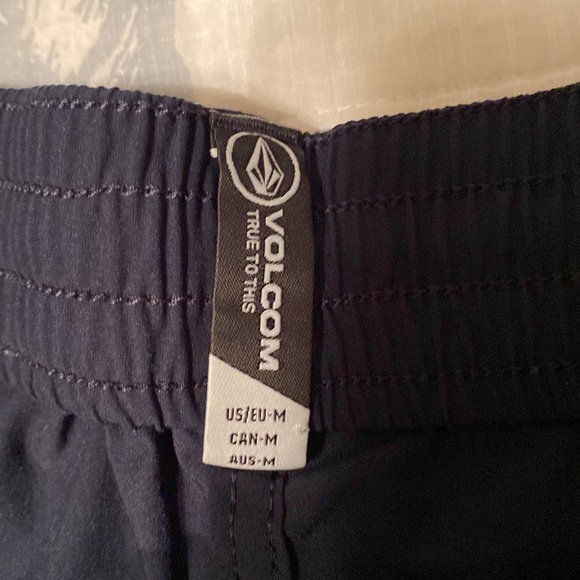 VOLCOM
TRUE TO THIS
US/EU-M
CAN-M
AUS-M